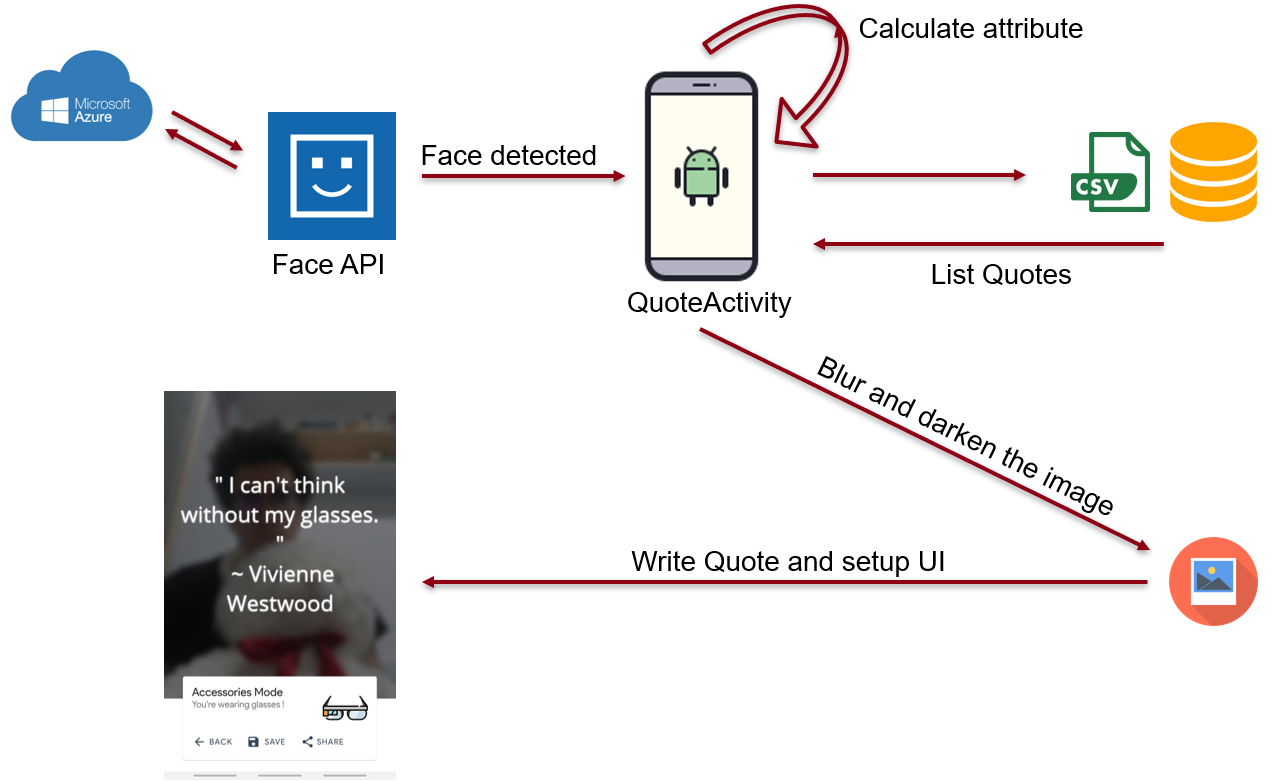 Calculate attribute
Microsoft
Azure
Face detected
CSV
Face API
List Quotes
QuoteActivity
Blur and darken the image
" I can't think
without my glasses.
"
~ Vivienne
Westwood
Write Quote and setup UI
Accessories Mode
You're wearing glasses !
BACK SAVE SHARE